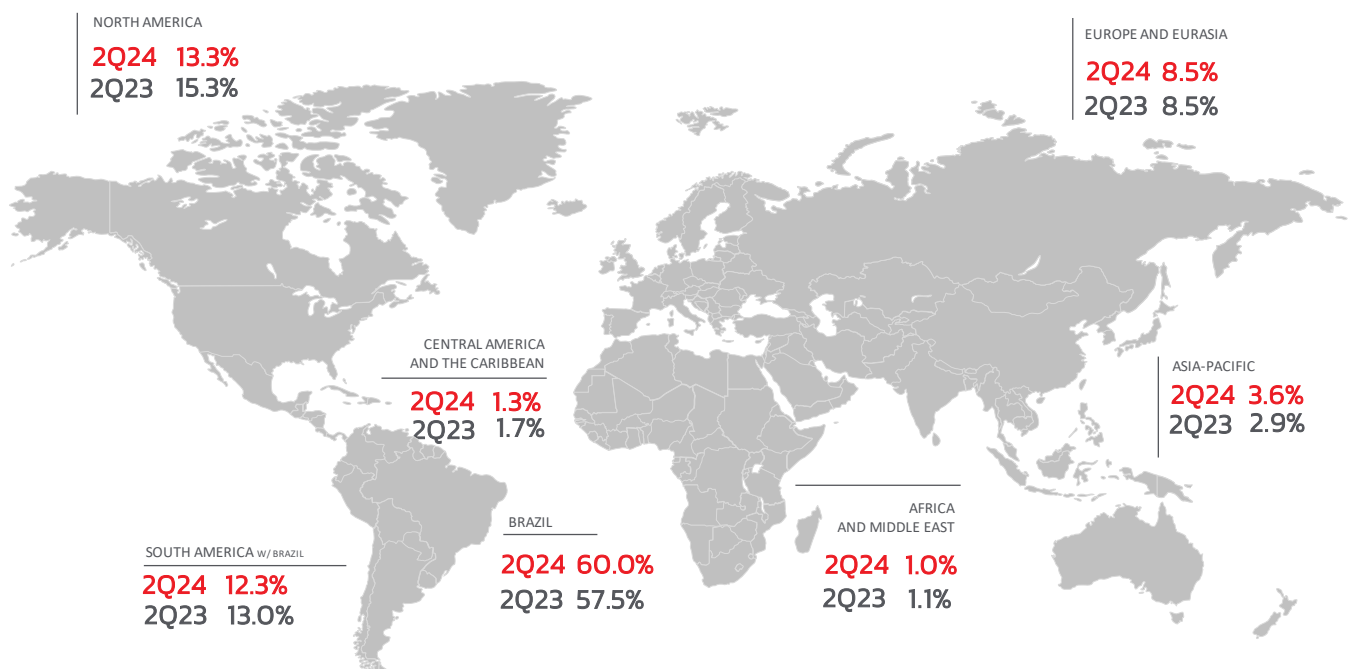 NORTH AMERICA
2Q24 13.3%
2Q23 15.3%
EUROPE AND EURASIA
2Q24 8.5%
2Q23 8.5%
CENTRAL AMERICA
AND THE CARIBBEAN
2Q24 1.3%
2Q23 1.7%
ASIA-PACIFIC
2Q24 3.6%
2Q23 2.9%
AFRICA
AND MIDDLE EAST
2Q24 1.0%
2Q23 1.1%
BRAZIL
2Q24 60.0%
2Q23 57.5%
SOUTH AMERICA W/ BRAZIL
2Q24 12.3%
2Q23 13.0%